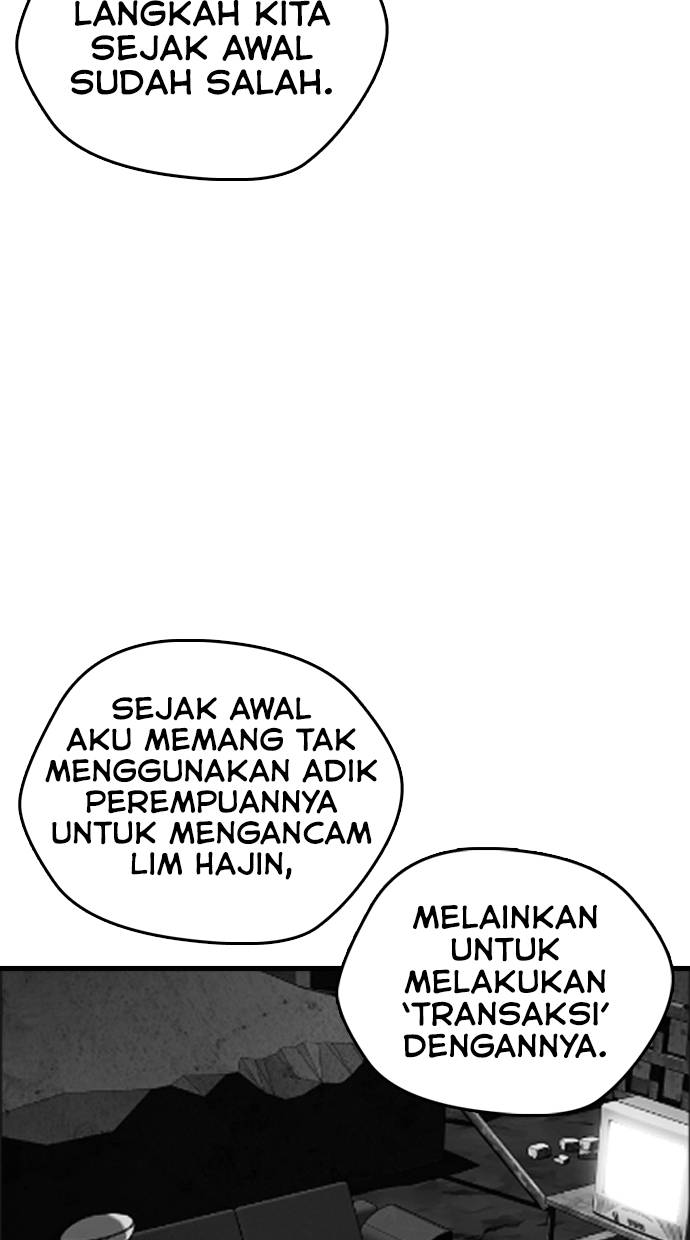 LANGKAH KITA
SEJAK AWAL
SUDAH SALAH.
SEJAK AWAL
AKU MEMANG TAK
MENGGUNAKAN ADIK
PEREMPUANNYA
UNTUK MENGANCAM
LIM HAJIN,
MELAINKAN
UNTUK
MELAKUKAN
‘TRANSAKSI’
DENGANNYA.